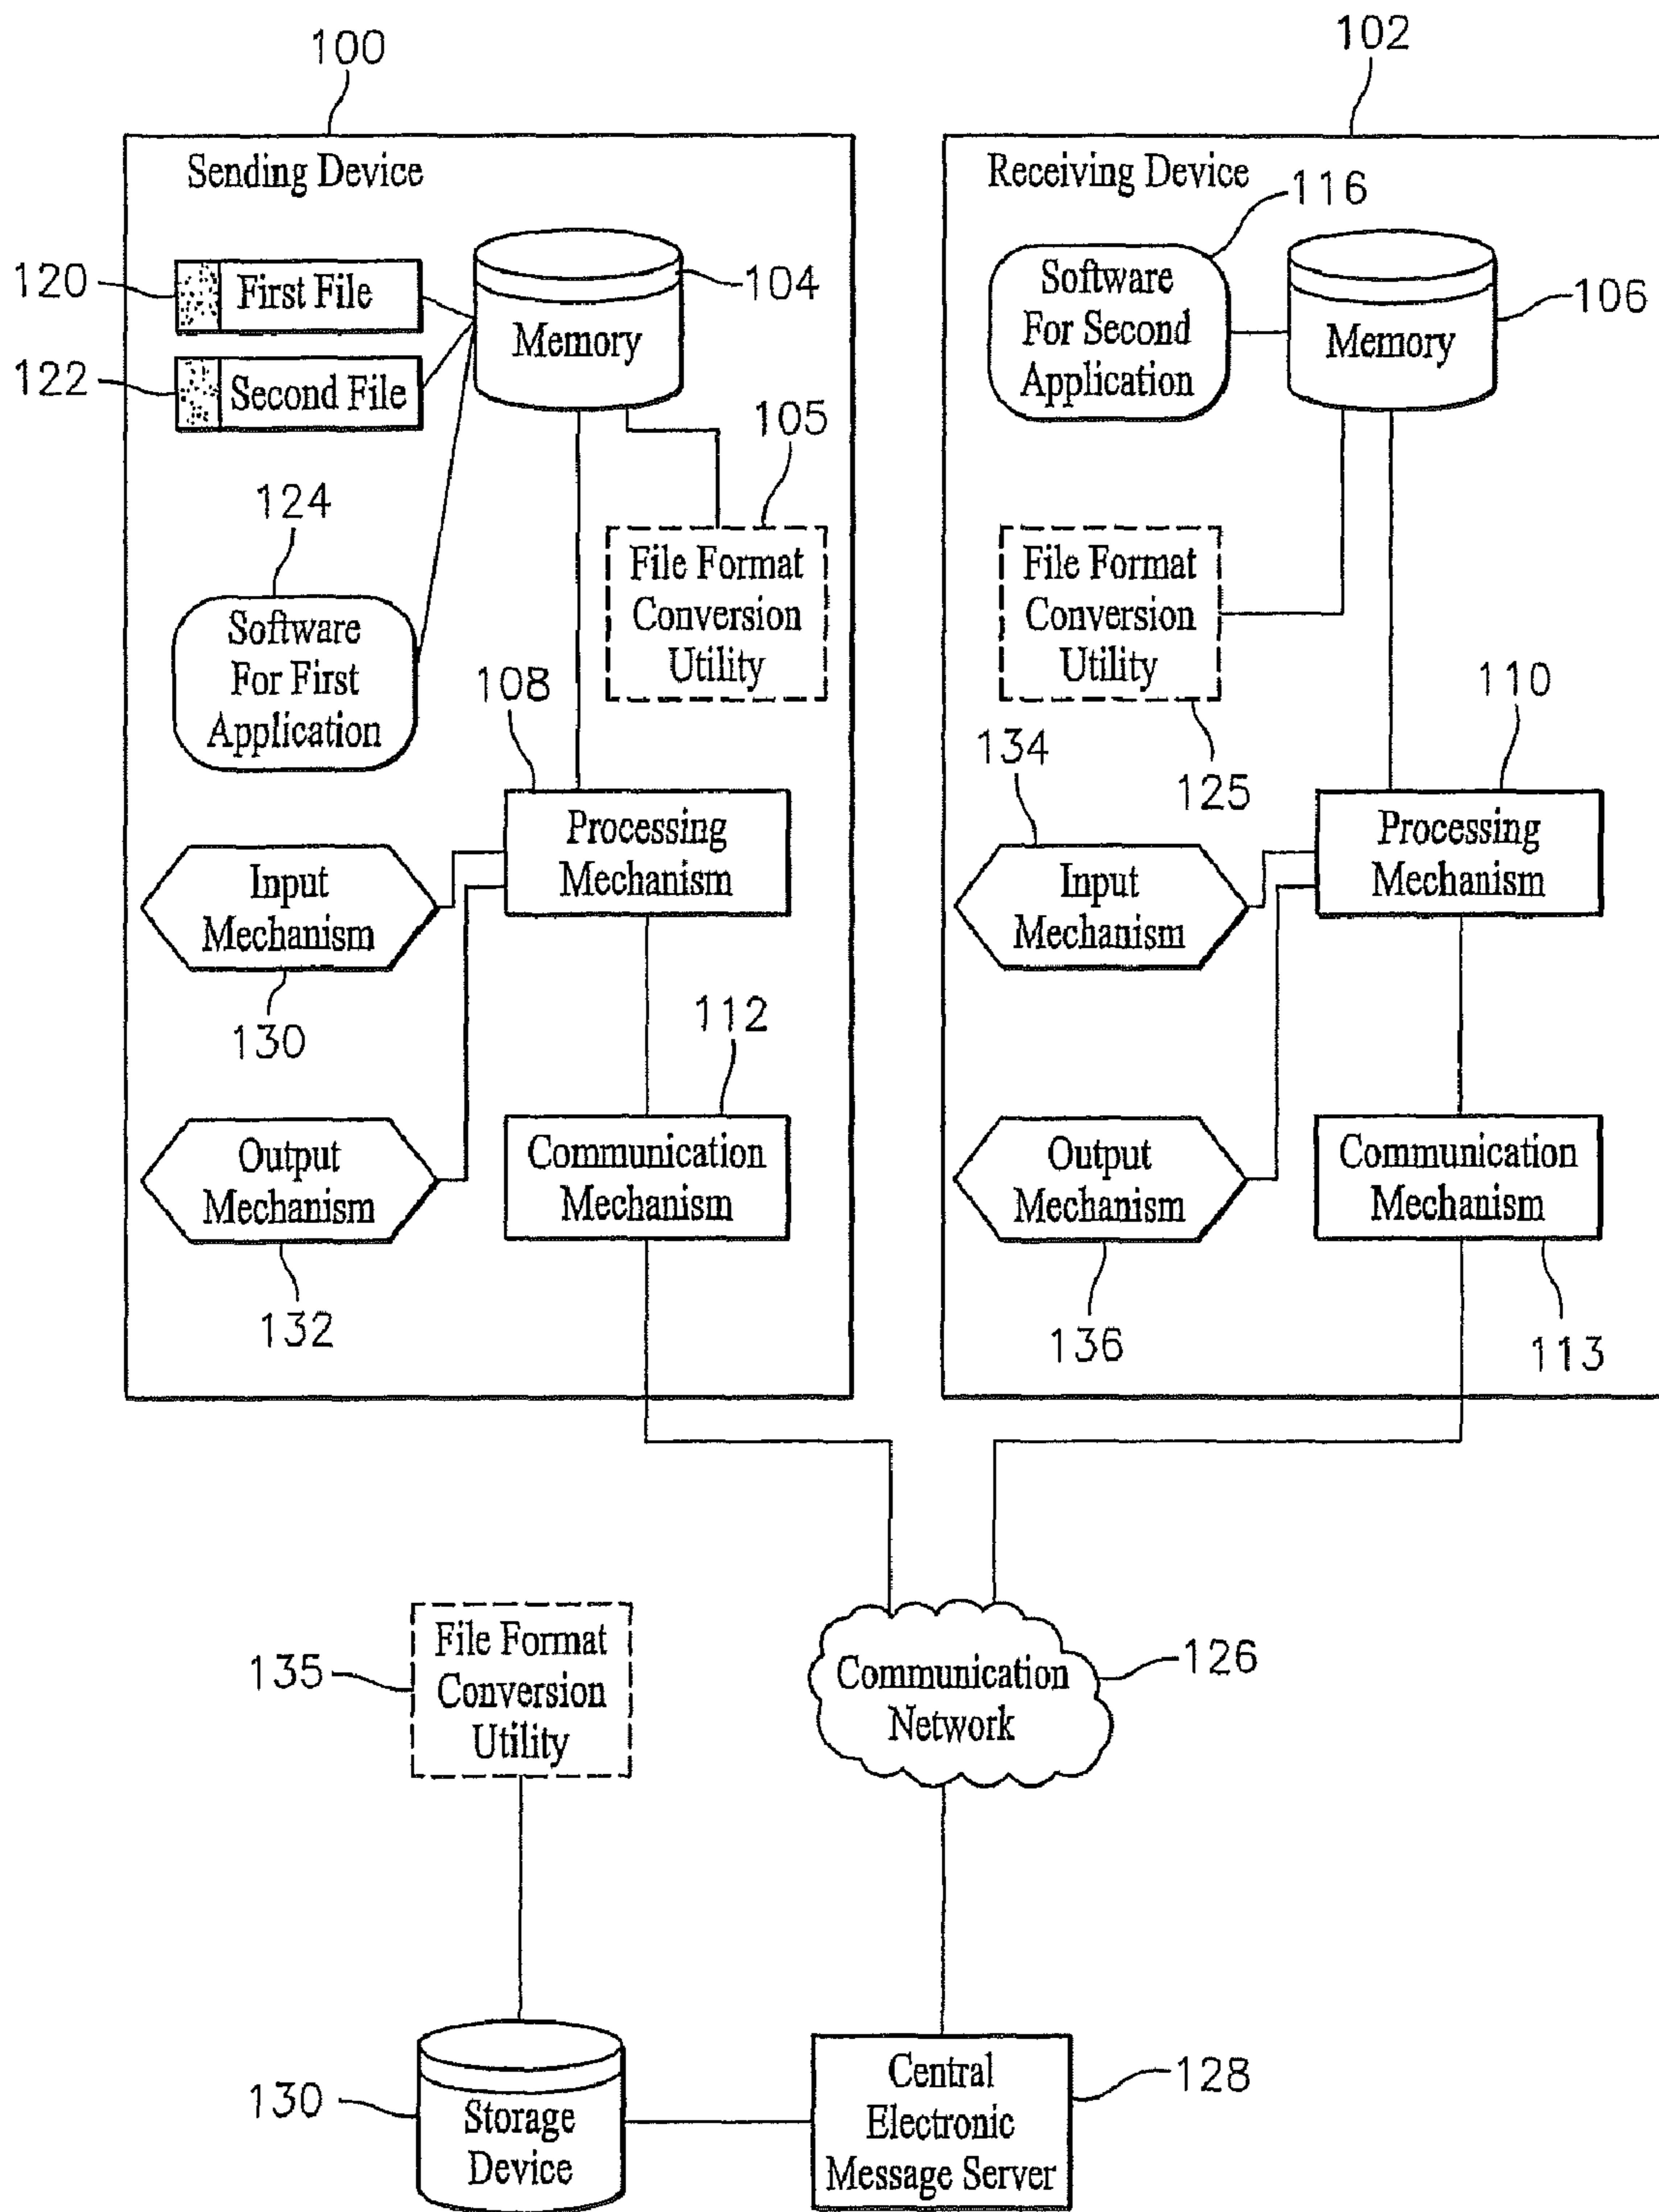 100
102
Sending Device
120
First File
122
Second File
104
Memory
105
File Format
Conversion
Utility
124
Software
For First
Application
108
Processing
Mechanism
Input
Mechanism
130
112
Output
Mechanism
132
Communication
Mechanism
Receiving Device
116
Software
For Second
Application
106
Memory
File Format
Conversion
Utility
125
110
134
Processing
Mechanism
Input
Mechanism
Output
Mechanism
136
Communication
Mechanism
113
135
File Format
Conversion
Utility
Communication
Network
126
130
Storage
Device
Central
Electronic
Message Server
128